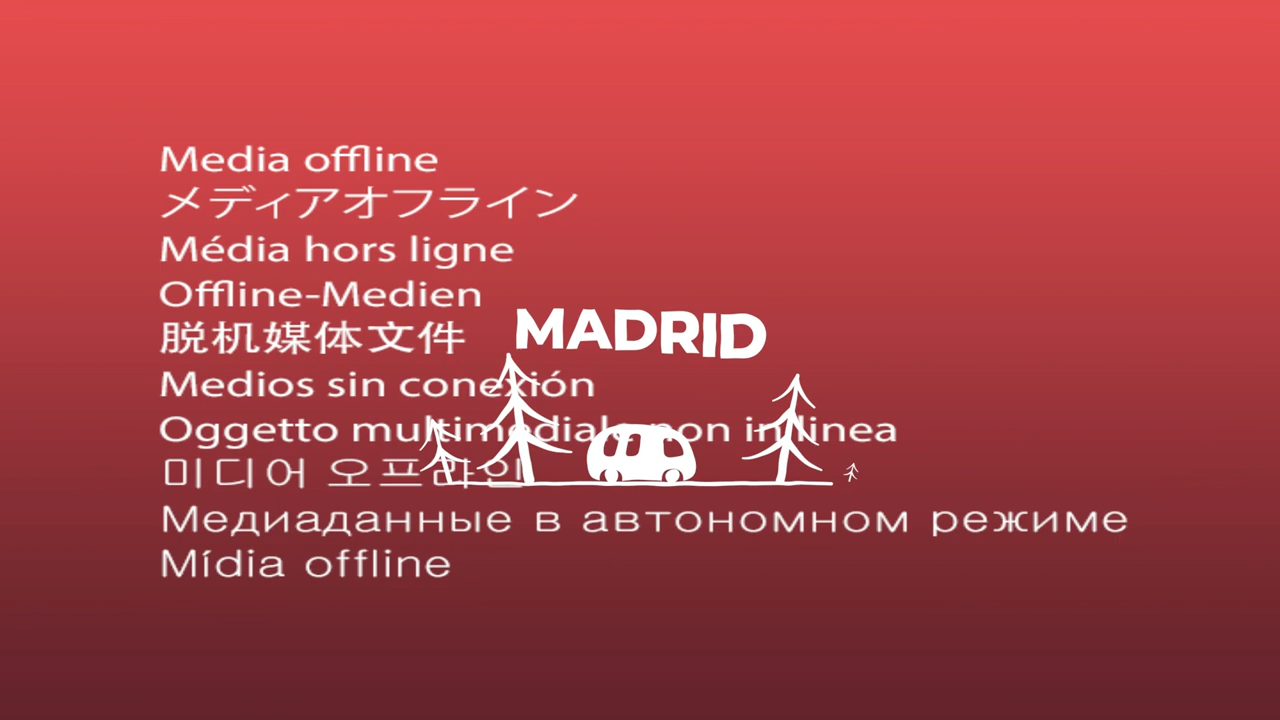 Media offline
メディアオフライン
Média hors ligne
Offline-Medien
脱机媒体文件
MADRID
Medios sin conexión
Oggetto multimediale non in linea
미디어 오프라인
Медиаданные в автономном режиме
Mídia offline